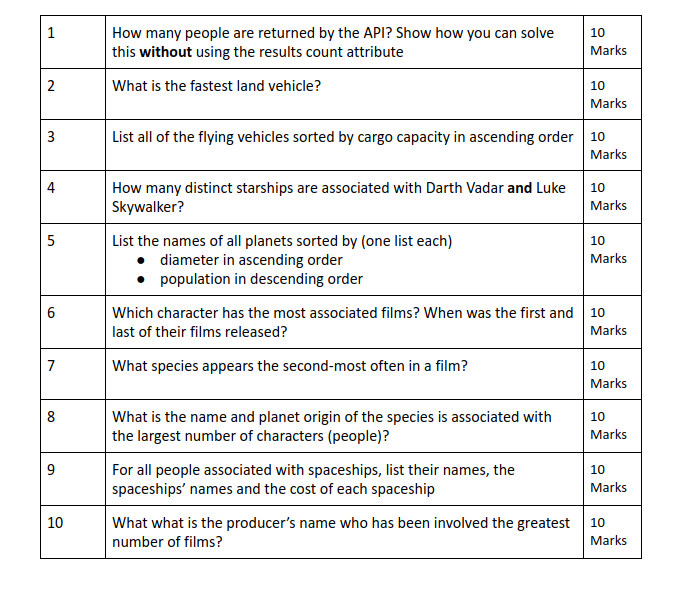 1 How many people are returned by the API? Show how you can solve 10
this without using the results count attribute Marks
2 What is the fastest land vehicle? 10
Marks
3 List all of the flying vehicles sorted by cargo capacity in ascending order 10
Marks
4 How many distinct starships are associated with Darth Vadar and Luke 10
Skywalker? Marks
5 List the names of all planets sorted by (one list each) 10
● diameter in ascending order Marks
● population in descending order
6 Which character has the most associated films? When was the first and 10
last of their films released? Marks
7 What species appears the second-most often in a film? 10
Marks
8 What is the name and planet origin of the species is associated with 10
the largest number of characters (people)? Marks
9 For all people associated with spaceships, list their names, the 10
spaceships’ names and the cost of each spaceship Marks
10 What what is the producer’s name who has been involved the greatest 10
number of films? Marks